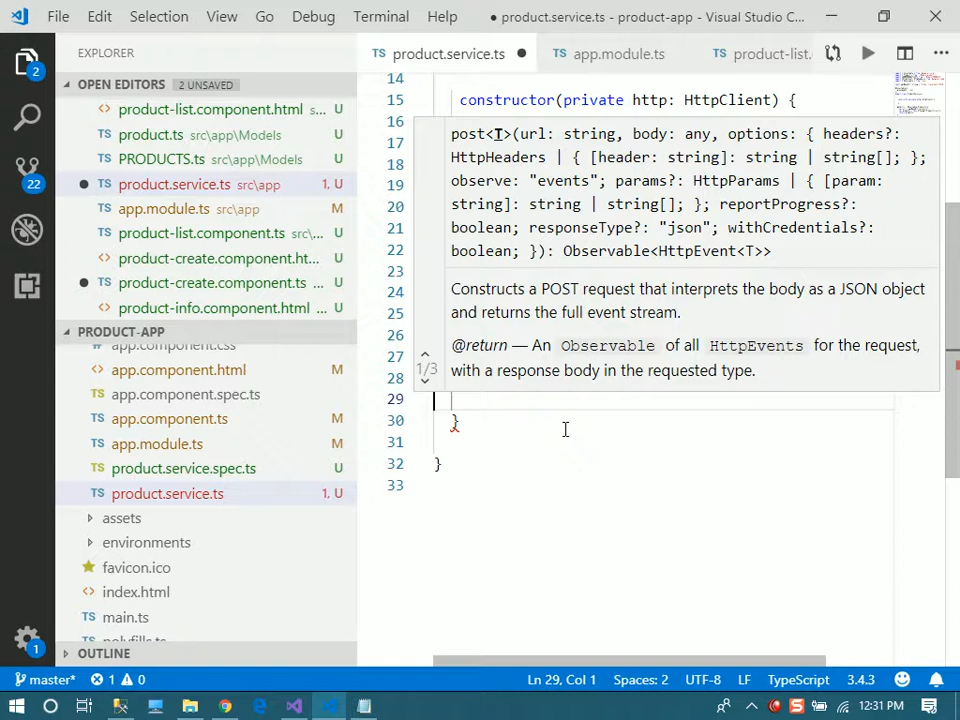 File Edit Selection View Go Debug Terminal Help ● product.service.ts - product-app - Visual Studio C...
EXPLORER
TS product.service.ts ●
TS app.module.ts
TS product-list.
OPEN EDITORS 2 UNSAVED
<> product-list.component.html s... U
TS product.ts src\app\Models U
TS PRODUCTS.ts src\app\Models U
● TS product.service.ts src\app 1, U
TS app.module.ts src\app M
TS product-list.component.ts src\... U
<> product-create.component.ht... U
● TS product-create.component.ts U
<> product-info.component.html U
PRODUCT-APP
app.component.css
<> app.component.html M
TS app.component.spec.ts U
TS app.component.ts M
TS app.module.ts M
TS product.service.spec.ts U
TS product.service.ts 1, U
assets
environments
favicon.ico
<> index.html
TS main.ts
TS polyfills.ts
OUTLINE
2
22
1
14
15 constructor(private http: HttpClient) {
17
18
19
20
21
22
23
24
25
26
27
28
29
30 }
31
32 }
33
post<T>(url: string, body: any, options: { headers?:
HttpHeaders | { [header: string]: string | string[]; };
observe: "events"; params?: HttpParams | { [param:
string]: string | string[]; }; reportProgress?:
boolean; responseType?: "json"; withCredentials?:
boolean; }): Observable<HttpEvent<T>>
Constructs a POST request that interprets the body as a JSON object
and returns the full event stream.
@return — An Observable of all HttpEvents for the request,
with a response body in the requested type.
1/3
master* 1 0 Ln 29, Col 1 Spaces: 2 UTF-8 LF TypeScript 3.4.3
12:31 PM